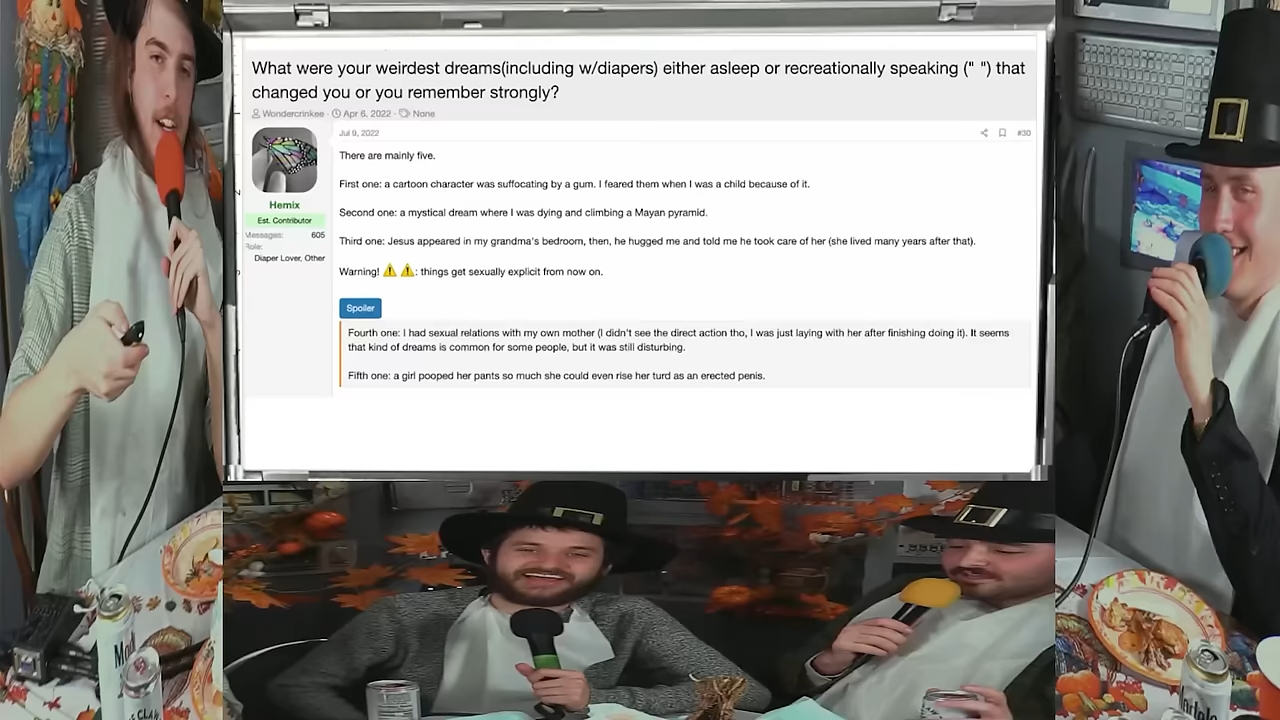 What were your weirdest dreams(including w/diapers) either asleep or recreationally speaking (" ") that
changed you or you remember strongly?
Wondercrinkee · Apr 6, 2022 · None
Jul 9, 2022
#30
There are mainly five.
First one: a cartoon character was suffocating by a gum. I feared them when I was a child because of it.
Hemix
Est. Contributor
Second one: a mystical dream where I was dying and climbing a Mayan pyramid.
Messages: 605
Role:
Diaper Lover, Other
Third one: Jesus appeared in my grandma's bedroom, then, he hugged me and told me he took care of her (she lived many years after that).
Warning! ⚠️ ⚠️: things get sexually explicit from now on.
Spoiler
Fourth one: I had sexual relations with my own mother (I didn't see the direct action tho, I was just laying with her after finishing doing it). It seems
that kind of dreams is common for some people, but it was still disturbing.
Fifth one: a girl pooped her pants so much she could even rise her turd as an erected penis.